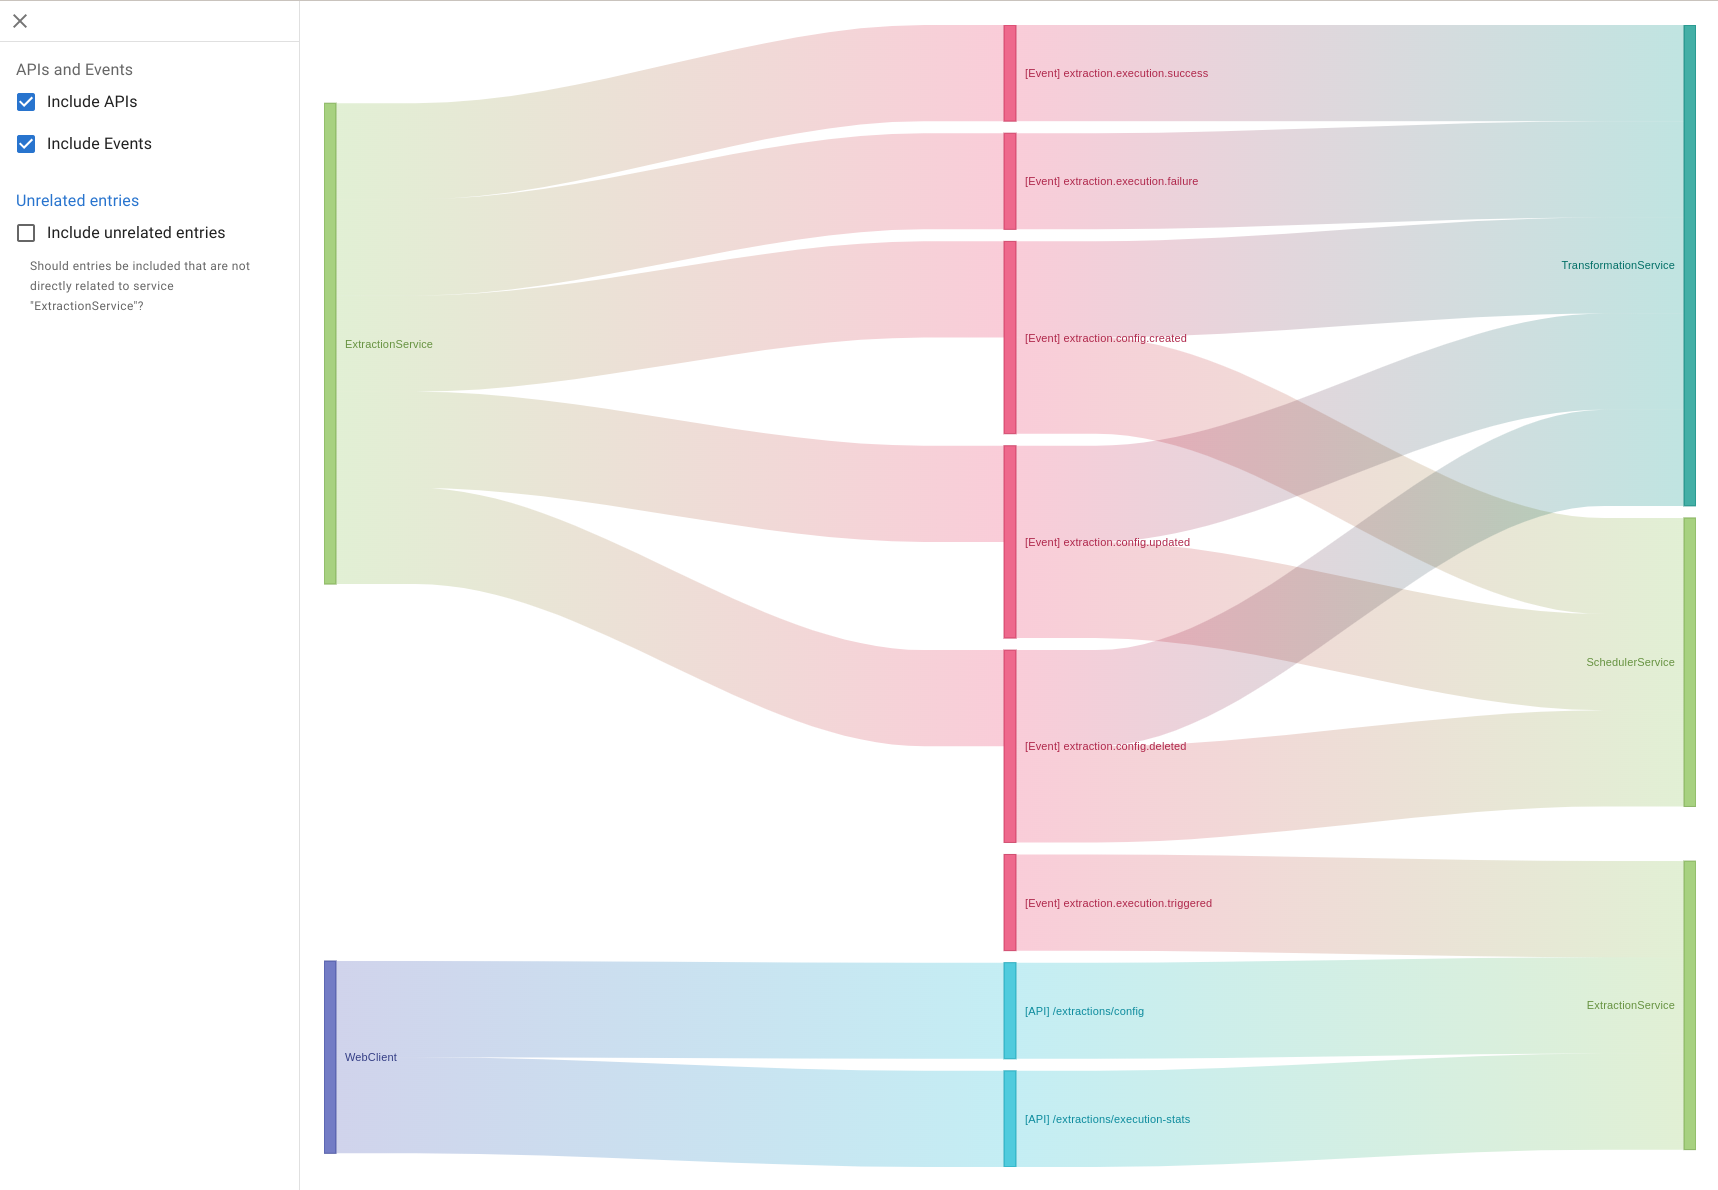 APIs and Events
Include APIs
Include Events
Unrelated entries
Include unrelated entries
Should entries be included that are not
directly related to service
"ExtractionService"?
ExtractionService
WebClient
[Event] extraction.execution.success
[Event] extraction.execution.failure
[Event] extraction.config.created
[Event] extraction.config.updated
[Event] extraction.config.deleted
[Event] extraction.execution.triggered
[API] /extractions/config
[API] /extractions/execution-stats
TransformationService
SchedulerService
ExtractionService